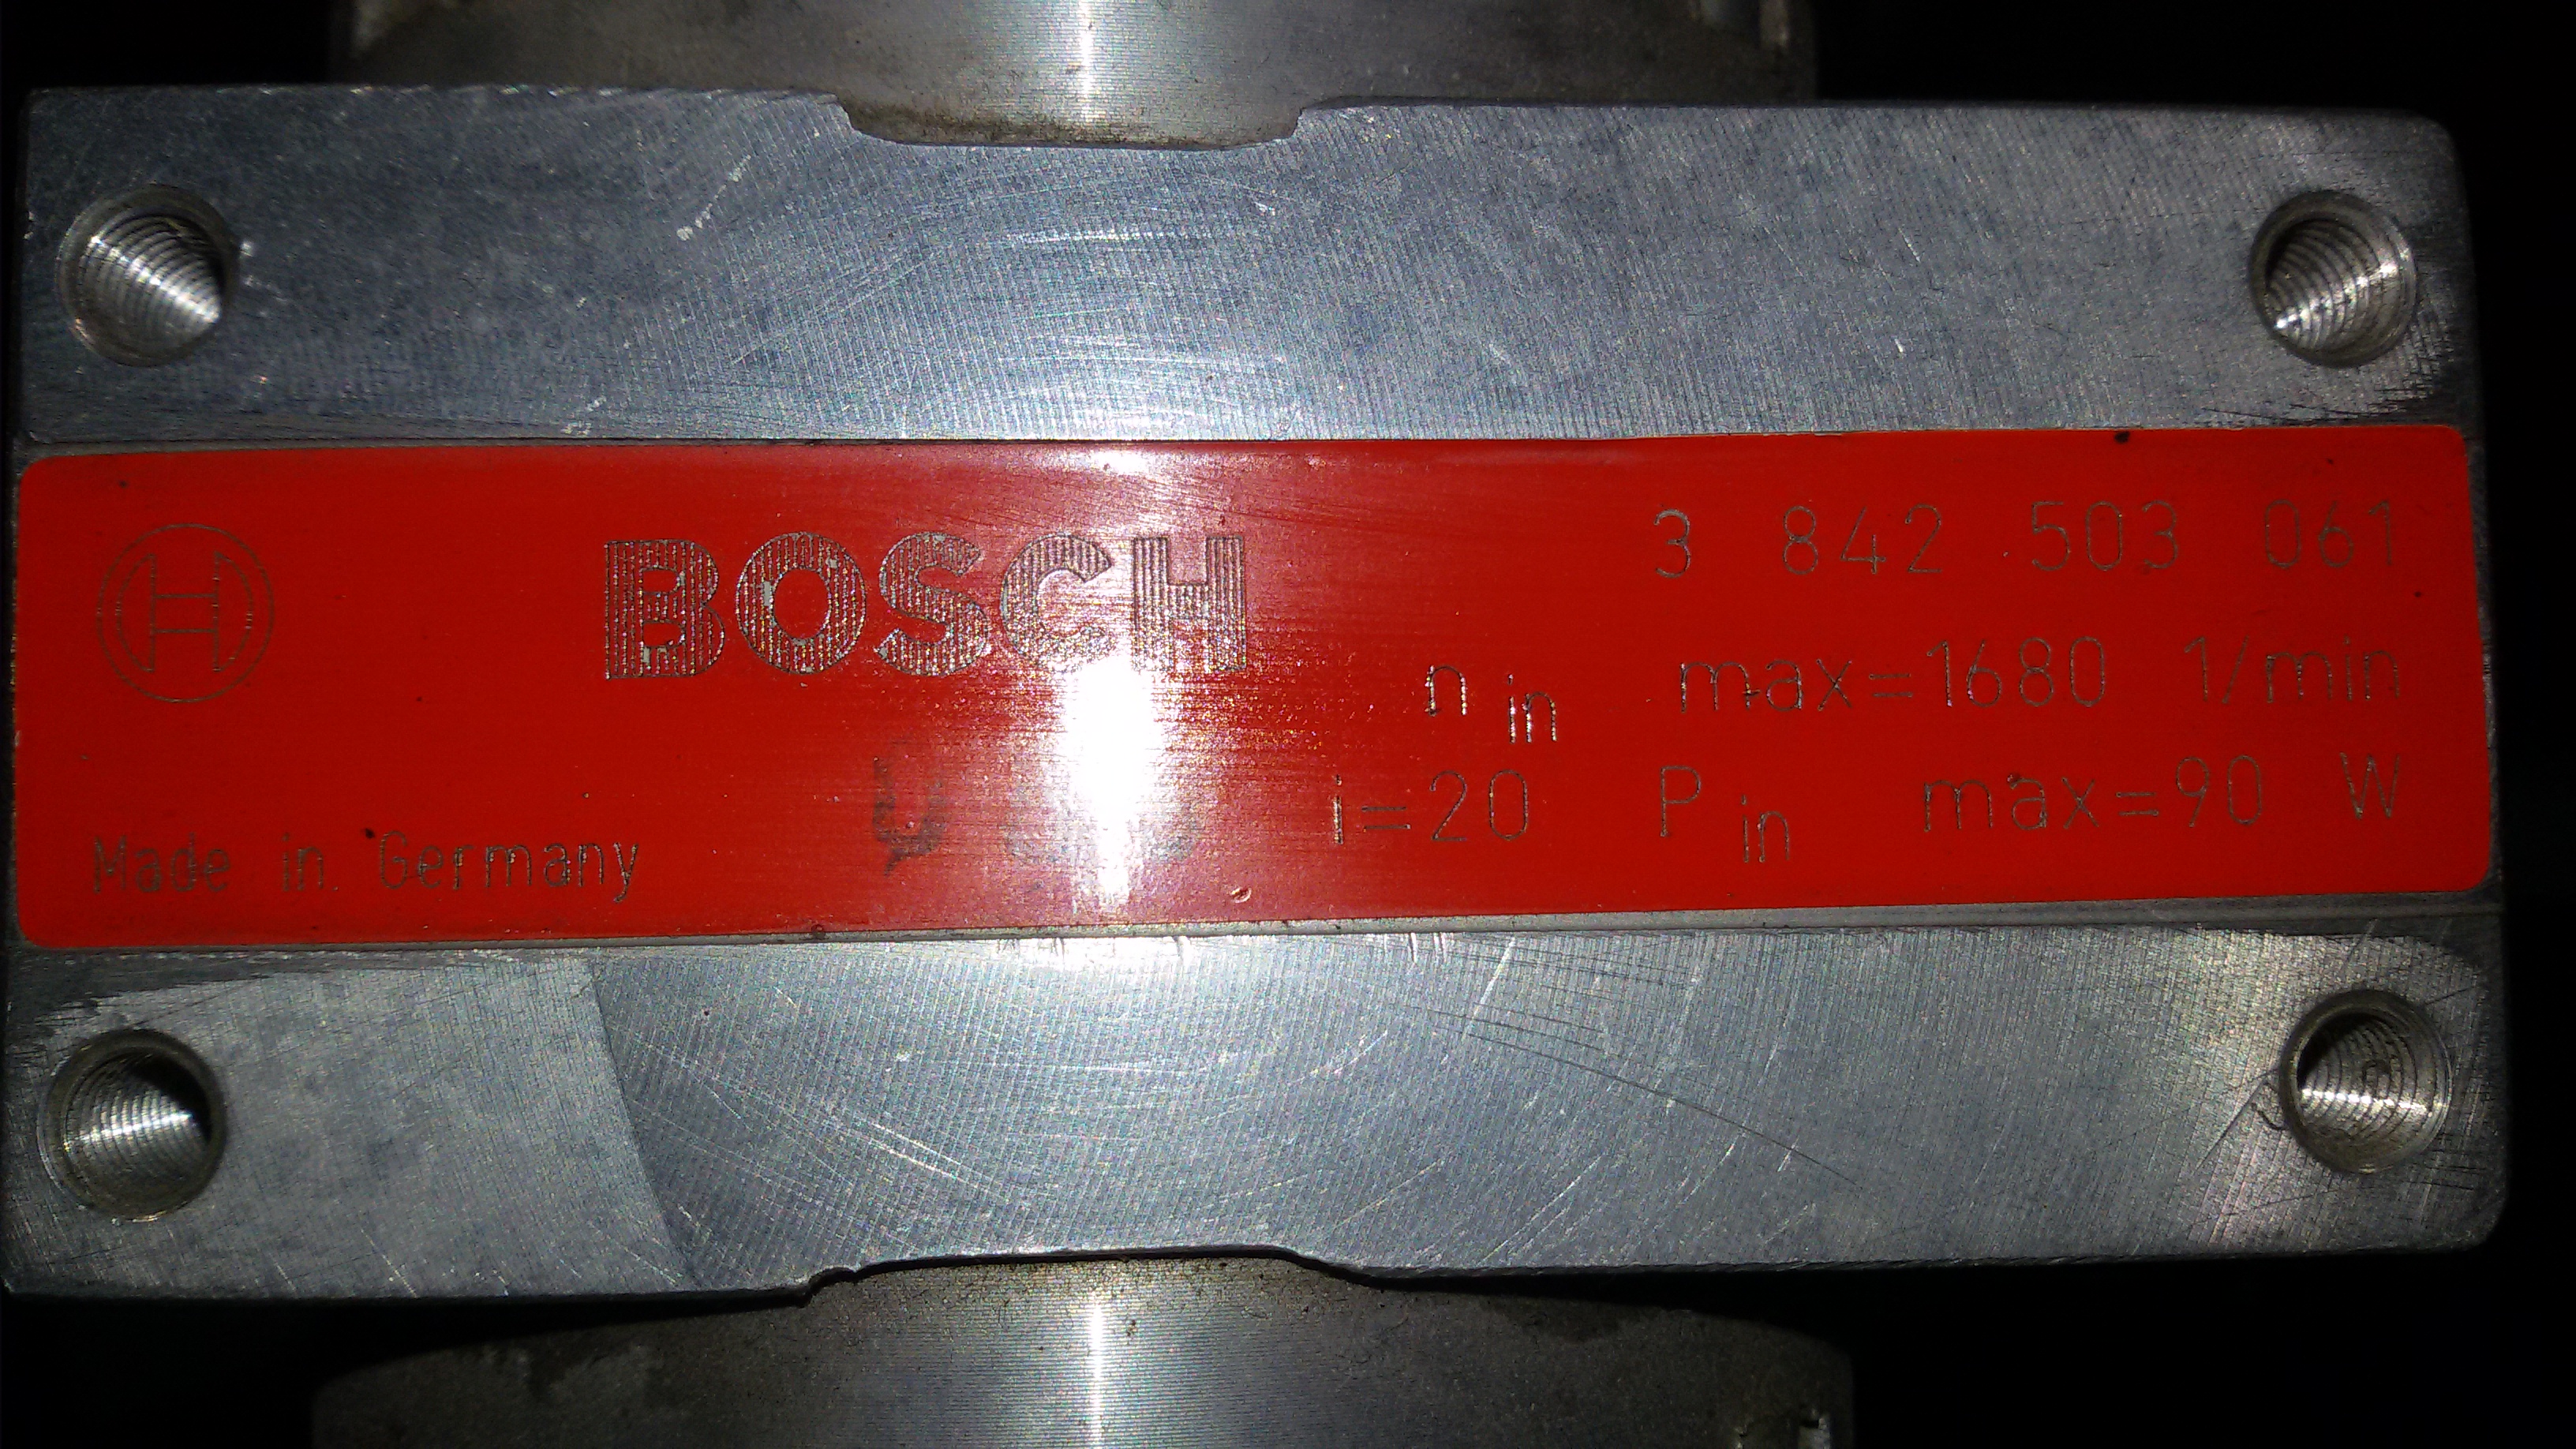 BOSCH
3 842 503 061
n in max=1680 1/min
i=20 P in max=90 W
Made in Germany